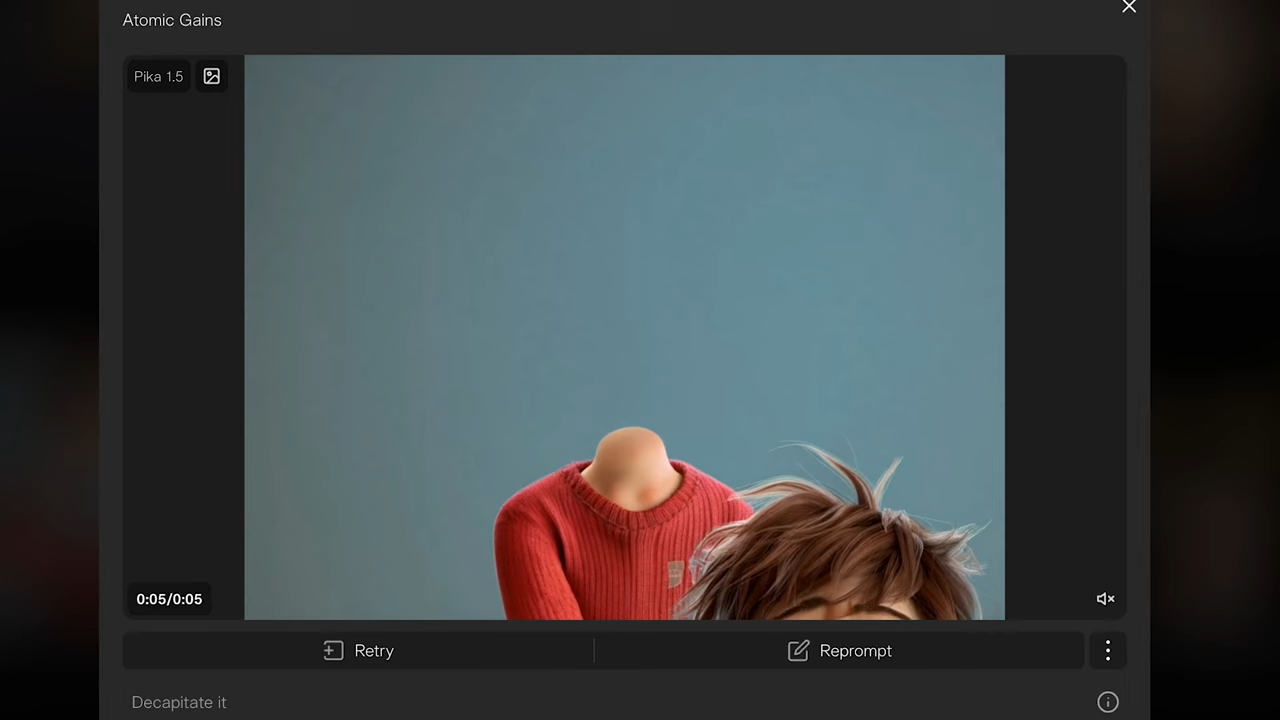 Atomic Gains
Pika 1.5
0:05/0:05
Retry
Reprompt
Decapitate it